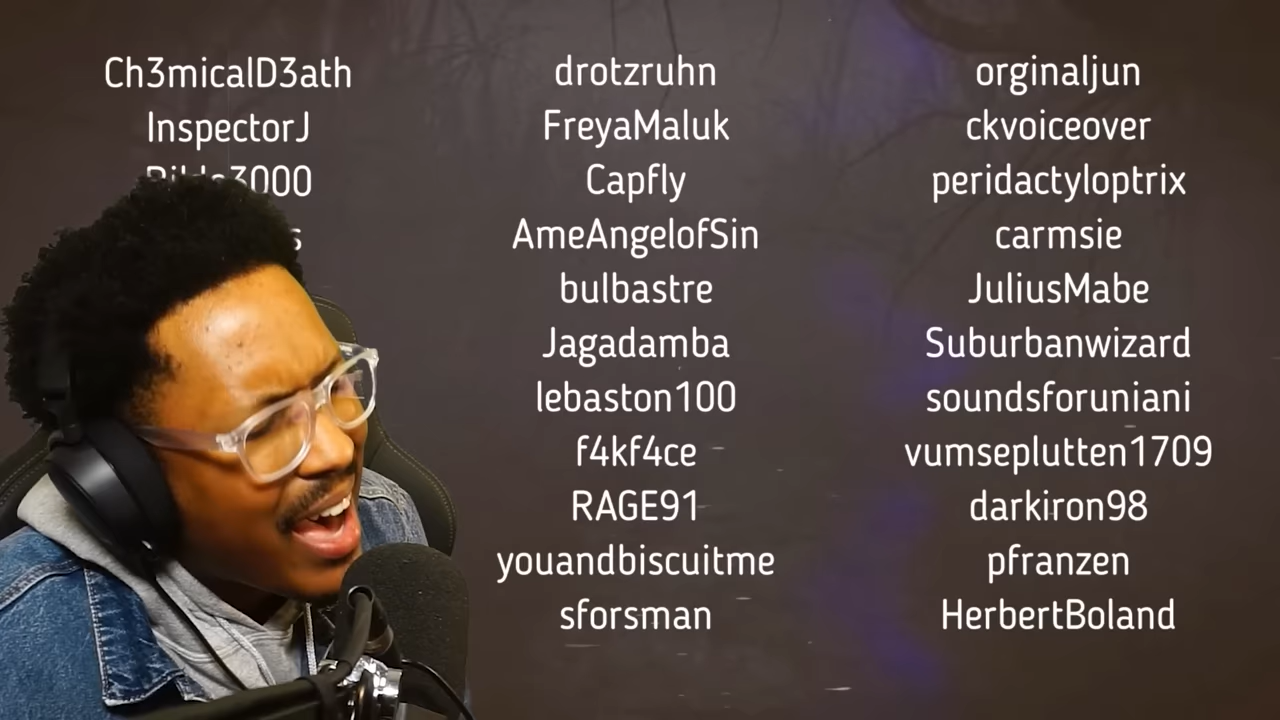 Ch3micalD3ath
InspectorJ
drotzruhn
FreyaMaluk
Capfly
AmeAngelofSin
bulbastre
Jagadamba
lebaston100
f4kf4ce
RAGE91
youandbiscuitme
sforsman
orginaljun
ckvoiceover
peridactyloptrix
carmsie
JuliusMabe
Suburbanwizard
soundsforuniani
vumseplutten1709
darkiron98
pfranzen
HerbertBoland